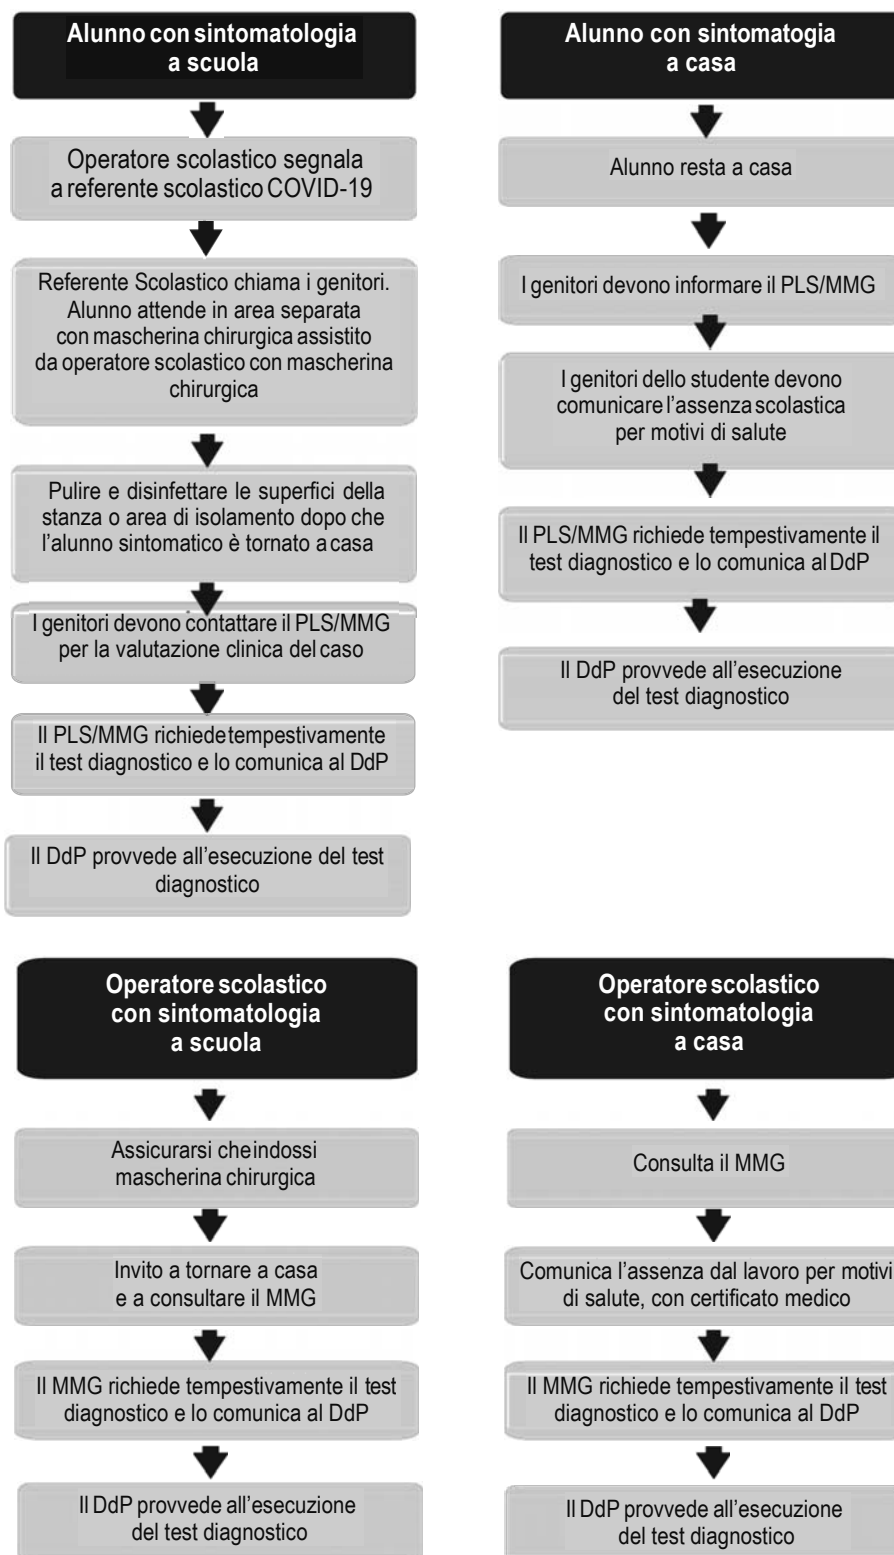 Alunno con sintomatologia
a scuola
Operatore scolastico segnala
a referente scolastico COVID-19
Referente Scolastico chiama i genitori.
Alunno attende in area separata
con mascherina chirurgica assistito
da operatore scolastico con mascherina
chirurgica
Pulire e disinfettare le superfici della
stanza o area di isolamento dopo che
l’alunno sintomatico è tornato a casa
I genitori devono contattare il PLS/MMG
per la valutazione clinica del caso
Il PLS/MMG richiede tempestivamente
il test diagnostico e lo comunica al DdP
Il DdP provvede all’esecuzione del test
diagnostico
Alunno con sintomatogia
a casa
Alunno resta a casa
I genitori devono informare il PLS/MMG
I genitori dello studente devono
comunicare l’assenza scolastica
per motivi di salute
Il PLS/MMG richiede tempestivamente il
test diagnostico e lo comunica al DdP
Il DdP provvede all’esecuzione
del test diagnostico
Operatore scolastico
con sintomatologia
a scuola
Assicurarsi che indossi
mascherina chirurgica
Invito a tornare a casa
e a consultare il MMG
Il MMG richiede tempestivamente il test
diagnostico e lo comunica al DdP
Il DdP provvede all’esecuzione
del test diagnostico
Operatore scolastico
con sintomatologia
a casa
Consulta il MMG
Comunica l’assenza dal lavoro per motivi
di salute, con certificato medico
Il MMG richiede tempestivamente il test
diagnostico e lo comunica al DdP
Il DdP provvede all’esecuzione
del test diagnostico